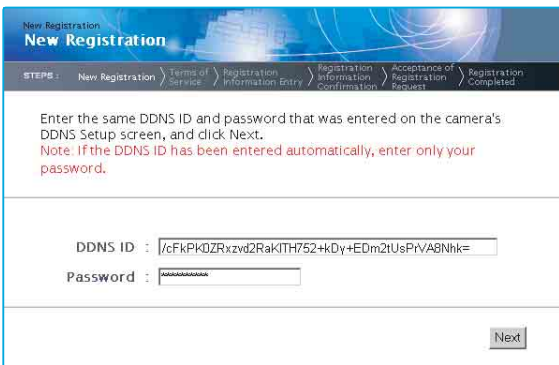 New Registration
New Registration
STEPS : New Registration 〉 Terms of Service 〉 Registration Information Entry 〉 Registration Information Confirmation 〉 Acceptance of Registration Request 〉 Registration Completed
Enter the same DDNS ID and password that was entered on the camera's
DDNS Setup screen, and click Next.
Note: If the DDNS ID has been entered automatically, enter only your
password.
DDNS ID : /cFkPK0ZRxzvd2RaKlTH752+kDy+EDm2tUsPrVA8Nhk=
Password : **********
Next